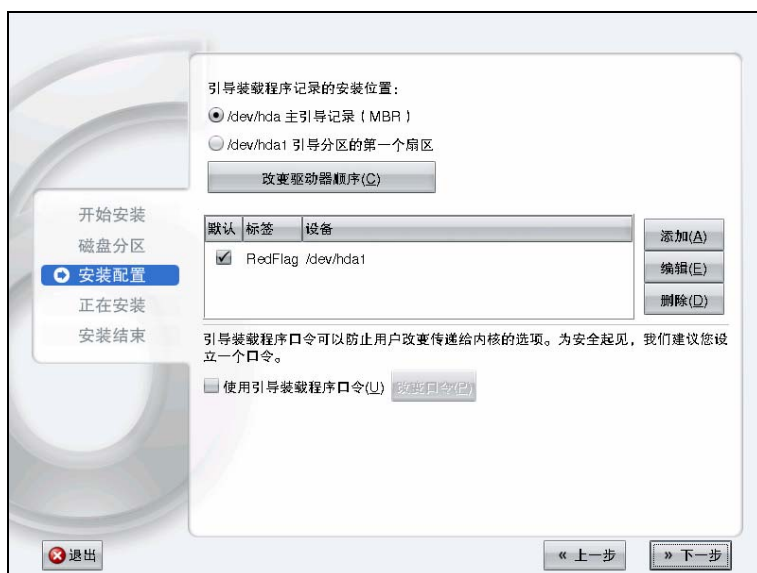 引导装载程序记录的安装位置:
/dev/hda 主引导记录(MBR)
/dev/hda1 引导分区的第一个扇区
改变驱动器顺序(C)
开始安装
磁盘分区
安装配置
正在安装
安装结束
默认 标签 设备
RedFlag /dev/hda1
添加(A)
编辑(E)
删除(D)
引导装载程序口令可以防止用户改变传递给内核的选项。为安全起见,我们建议您设
立一个口令。
使用引导装载程序口令(U) 改变口令(P)
退出
« 上一步
» 下一步